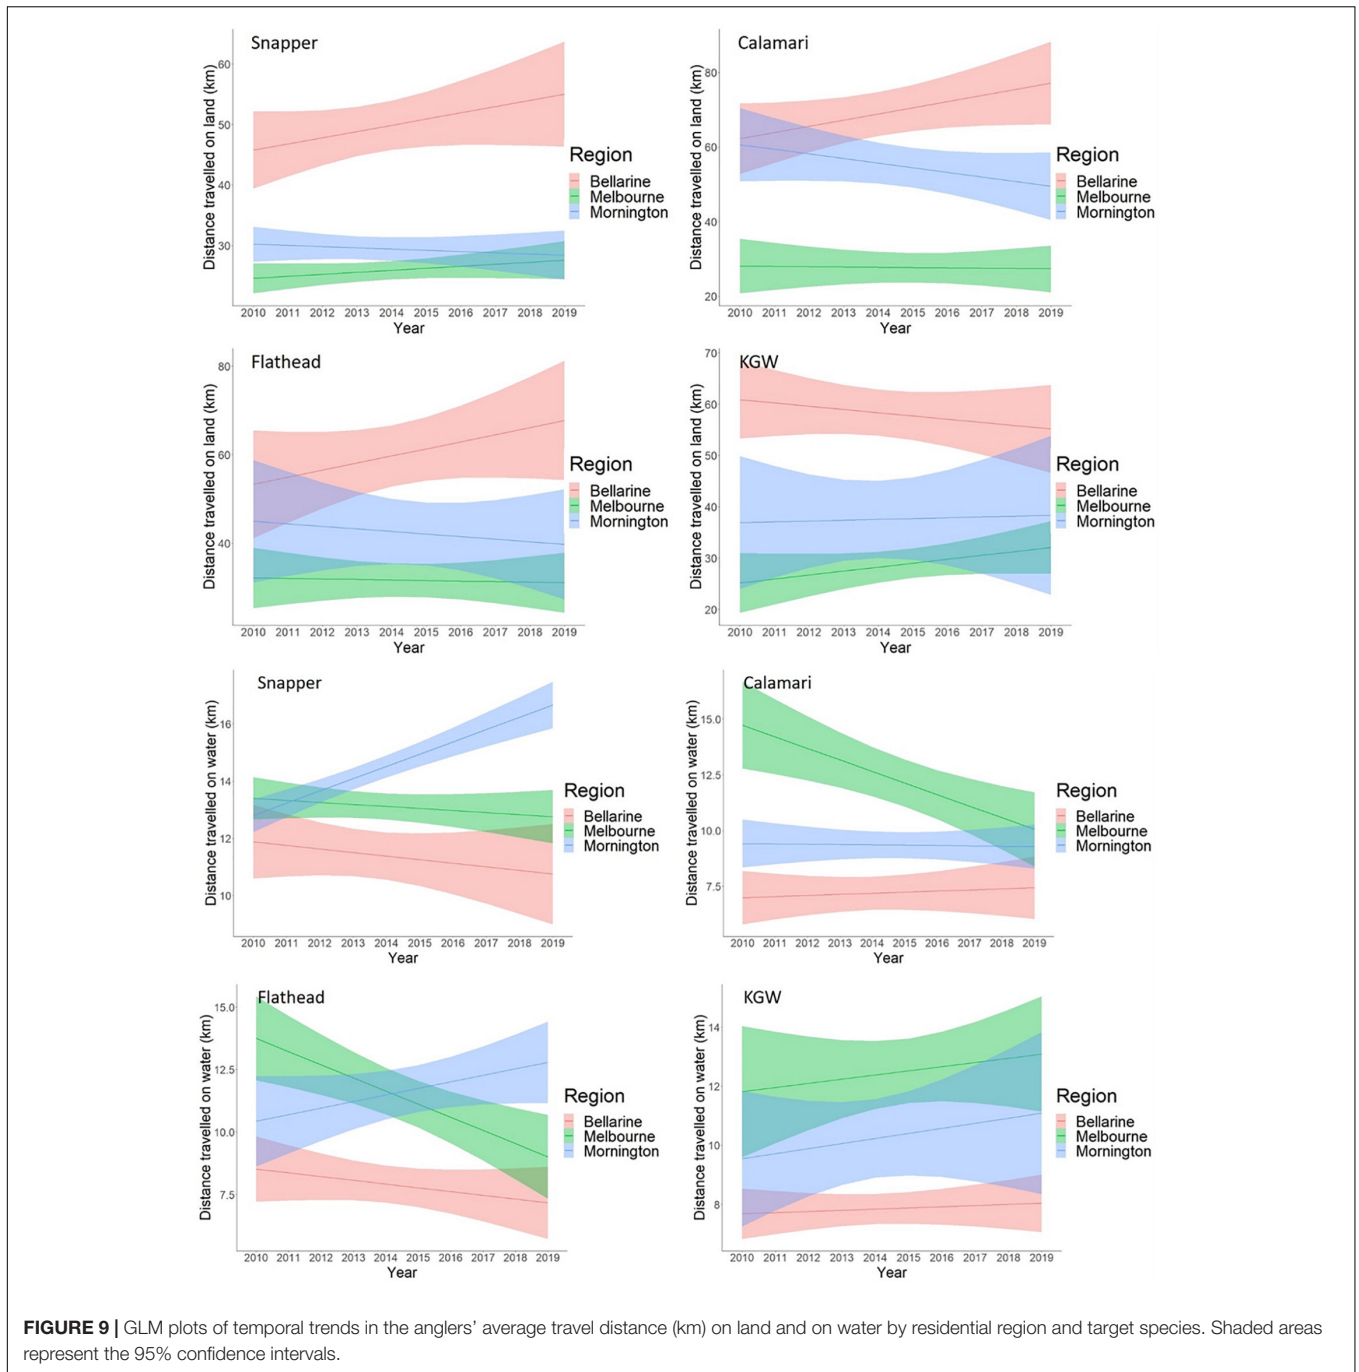 Snapper
Distance travelled on land (km)
60
50
40
30
2010 2011 2012 2013 2014 2015 2016 2017 2018 2019
Year
Region
Bellarine
Melbourne
Mornington
Calamari
Distance travelled on land (km)
80
60
40
20
2010 2011 2012 2013 2014 2015 2016 2017 2018 2019
Year
Region
Bellarine
Melbourne
Mornington
Flathead
Distance travelled on land (km)
80
60
40
2010 2011 2012 2013 2014 2015 2016 2017 2018 2019
Year
Region
Bellarine
Melbourne
Mornington
KGW
Distance travelled on land (km)
70
60
50
40
30
20
2010 2011 2012 2013 2014 2015 2016 2017 2018 2019
Year
Region
Bellarine
Melbourne
Mornington
Snapper
Distance travelled on water (km)
16
14
12
10
2010 2011 2012 2013 2014 2015 2016 2017 2018 2019
Year
Region
Bellarine
Melbourne
Mornington
Calamari
Distance travelled on water (km)
15.0
12.5
10.0
7.5
2010 2011 2012 2013 2014 2015 2016 2017 2018 2019
Year
Region
Bellarine
Melbourne
Mornington
Flathead
Distance travelled on water (km)
15.0
12.5
10.0
7.5
2010 2011 2012 2013 2014 2015 2016 2017 2018 2019
Year
Region
Bellarine
Melbourne
Mornington
KGW
Distance travelled on water (km)
14
12
10
8
2010 2011 2012 2013 2014 2015 2016 2017 2018 2019
Year
Region
Bellarine
Melbourne
Mornington
FIGURE 9 | GLM plots of temporal trends in the anglers' average travel distance (km) on land and on water by residential region and target species. Shaded areas
represent the 95% confidence intervals.